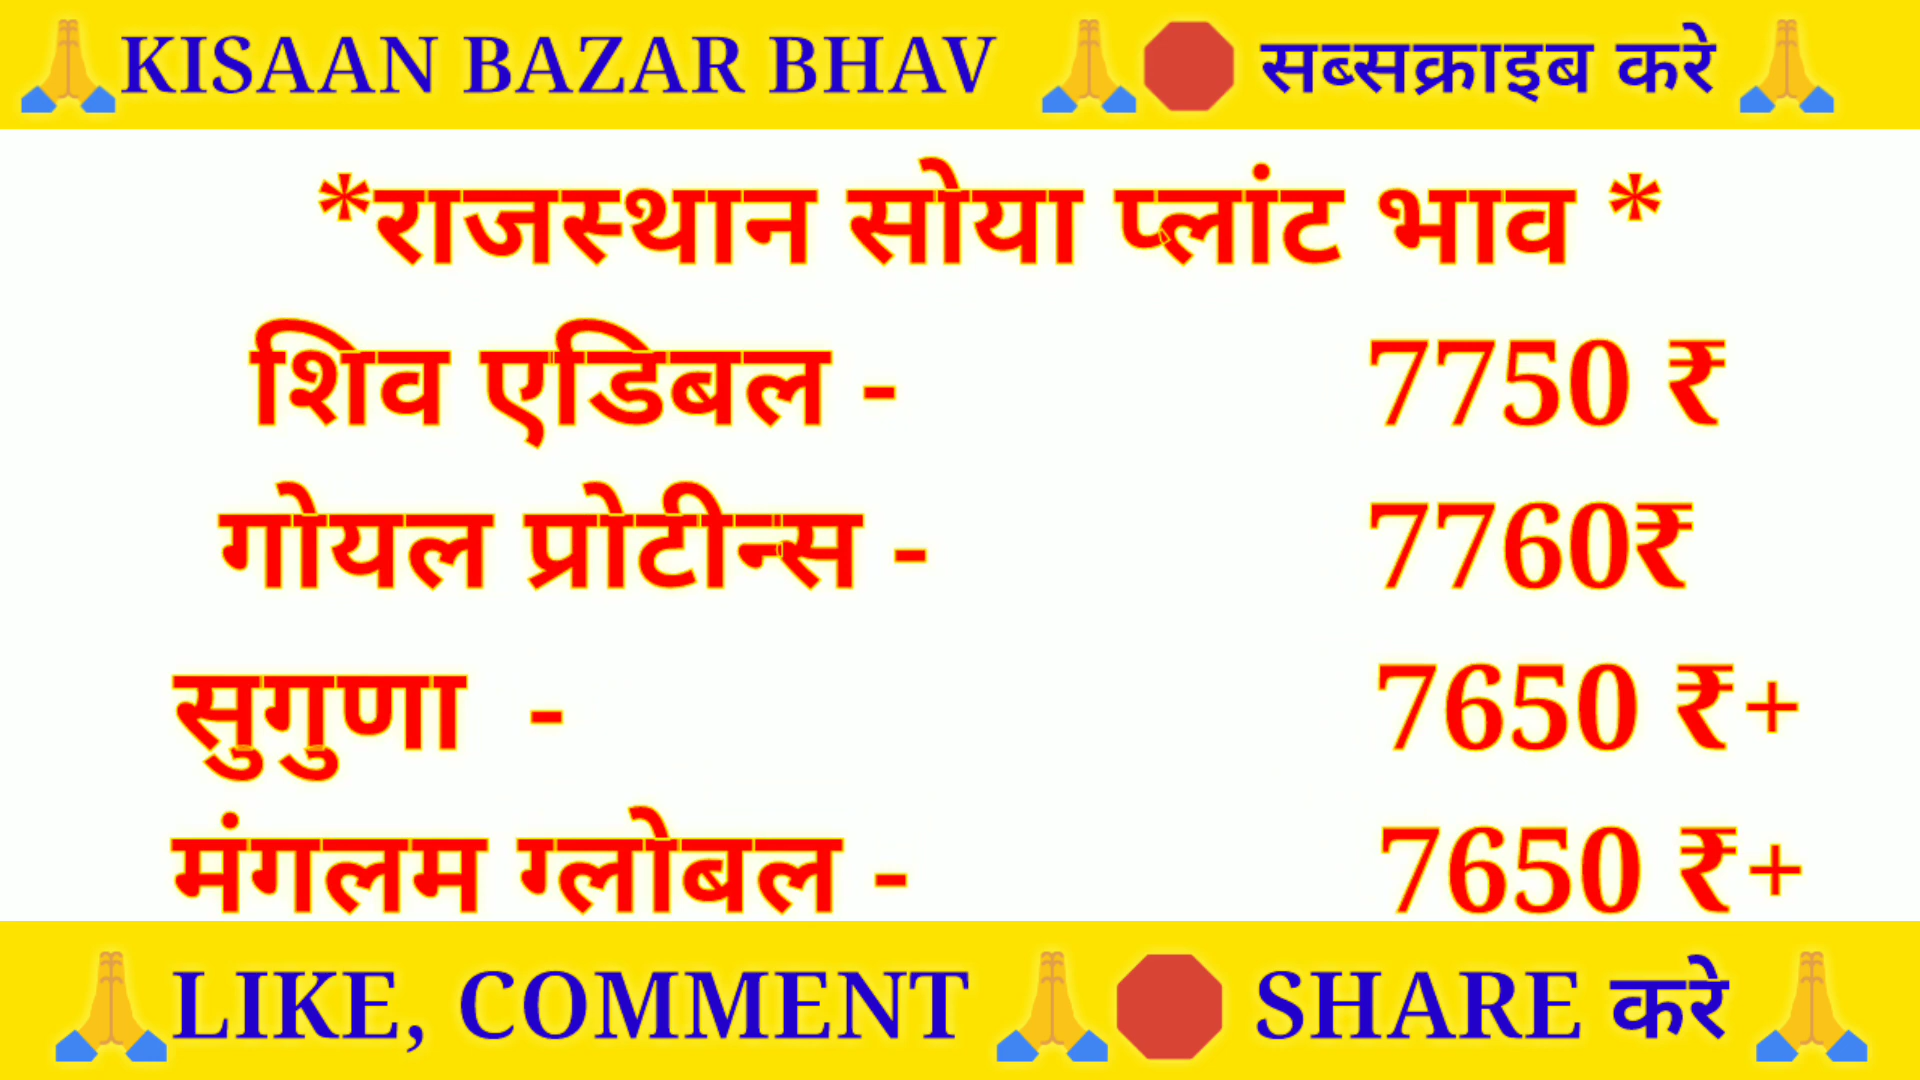 🙏KISAAN BAZAR BHAV 🙏🛑 सब्सक्राइब करे 🙏
*राजस्थान सोया प्लांट भाव *
शिव एडिबल - 7750 ₹
गोयल प्रोटीन्स - 7760₹
सुगुणा - 7650 ₹+
मंगलम ग्लोबल - 7650 ₹+
🙏LIKE, COMMENT 🙏🛑 SHARE करे 🙏